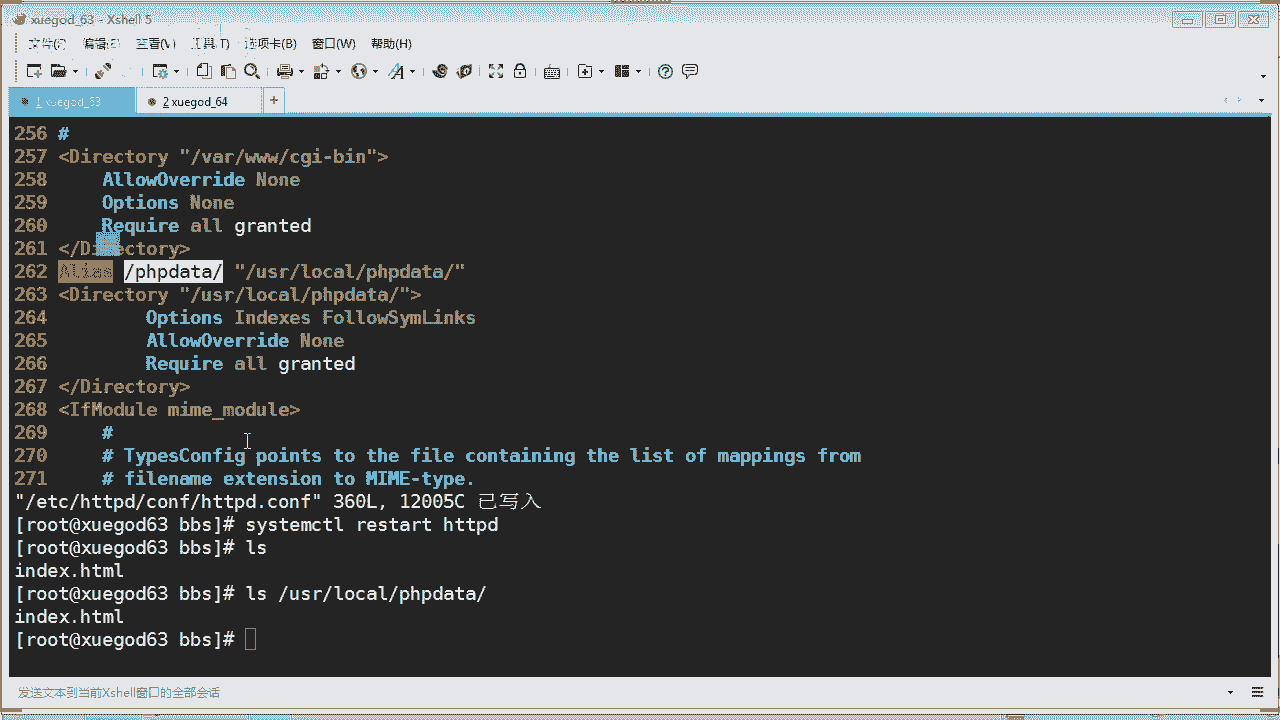 xuegod_63 - Xshell 5
文件(F) 编辑(E) 查看(V) 工具(T) 选项卡(B) 窗口(W) 帮助(H)
1 xuegod_63 2 xuegod_64 +
256 #
257 <Directory "/var/www/cgi-bin">
258     AllowOverride None
259     Options None
260     Require all granted
261 </Directory>
262 Alias /phpdata/ "/usr/local/phpdata/"
263 <Directory "/usr/local/phpdata/">
264         Options Indexes FollowSymLinks
265         AllowOverride None
266         Require all granted
267 </Directory>
268 <IfModule mime_module>
269     #
270     # TypesConfig points to the file containing the list of mappings from
271     # filename extension to MIME-type.
"/etc/httpd/conf/httpd.conf" 360L, 12005C 已写入
[root@xuegod63 bbs]# systemctl restart httpd
[root@xuegod63 bbs]# ls
index.html
[root@xuegod63 bbs]# ls /usr/local/phpdata/
index.html
[root@xuegod63 bbs]#
发送文本到当前Xshell窗口的全部会话